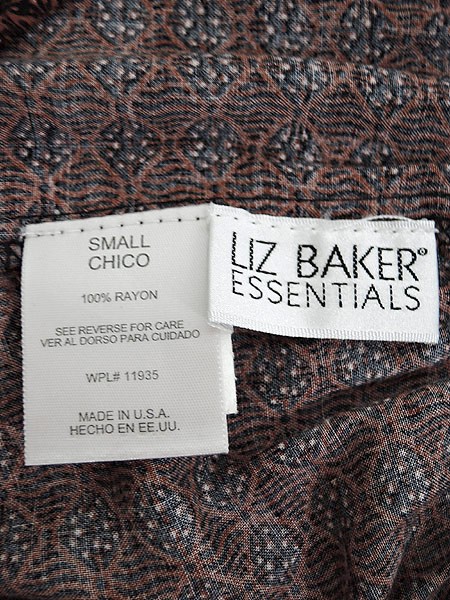 SMALL
CHICO
100% RAYON
SEE REVERSE FOR CARE
VER AL DORSO PARA CUIDADO
WPL# 11935
MADE IN U.S.A.
HECHO EN EE.UU.
LIZ BAKER®
ESSENTIALS